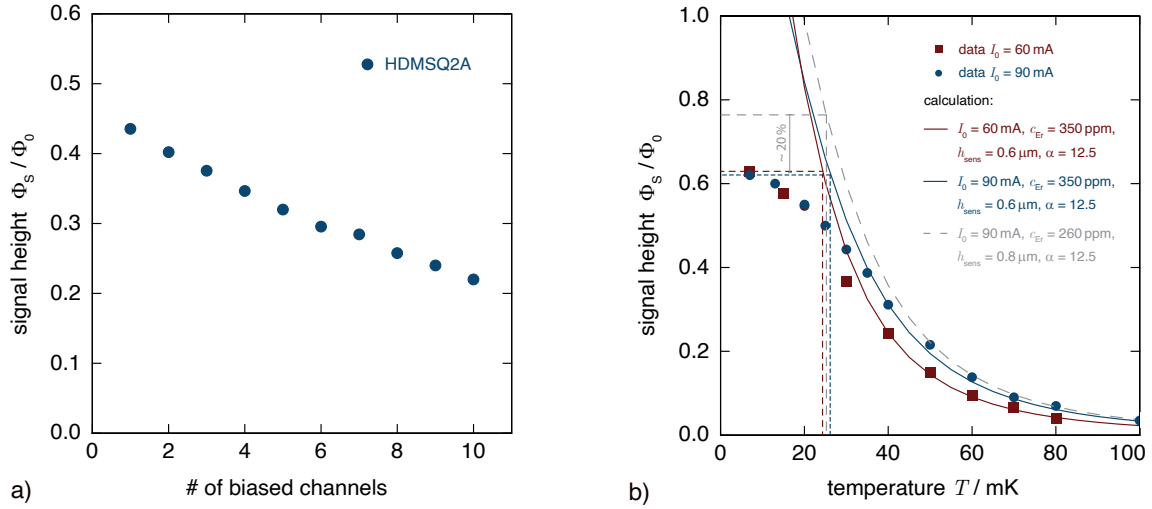 0.6
0.5
0.4
0.3
0.2
0.1
0.0
0
2
4
6
8
10
signal height Φ_S / Φ_0
# of biased channels
HDMSQ2A
a)
1.0
0.8
0.6
0.4
0.2
0.0
0
20
40
60
80
100
signal height Φ_S / Φ_0
temperature T / mK
~ 20 %
data I_0 = 60 mA
data I_0 = 90 mA
calculation:
I_0 = 60 mA, c_Er = 350 ppm,
h_sens = 0.6 μm, α = 12.5
I_0 = 90 mA, c_Er = 350 ppm,
h_sens = 0.6 μm, α = 12.5
I_0 = 90 mA, c_Er = 260 ppm,
h_sens = 0.8 μm, α = 12.5
b)